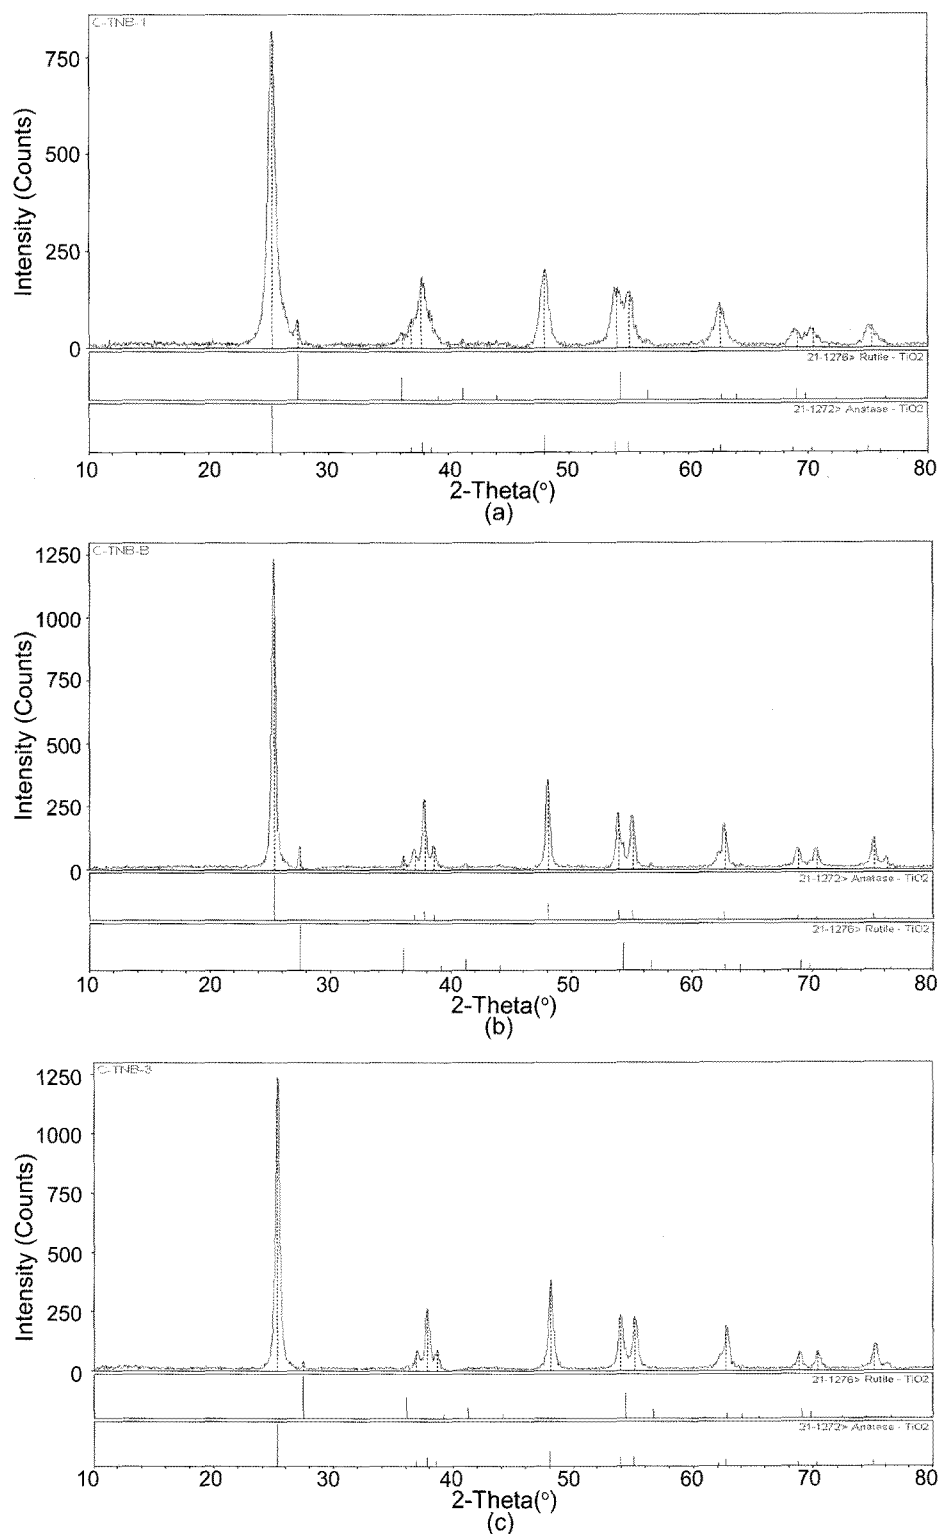 C-TNB-1
750
500
250
0
Intensity (Counts)
21-1276> Rutile - TiO2
21-1272> Anatase - TiO2
10 20 30 40 50 60 70 80
2-Theta(°)
(a)
C-TNB-B
1250
1000
750
500
250
0
Intensity (Counts)
21-1272> Anatase - TiO2
21-1276> Rutile - TiO2
10 20 30 40 50 60 70 80
2-Theta(°)
(b)
C-TNB-3
1250
1000
750
500
250
0
Intensity (Counts)
21-1276> Rutile - TiO2
21-1272> Anatase - TiO2
10 20 30 40 50 60 70 80
2-Theta(°)
(c)